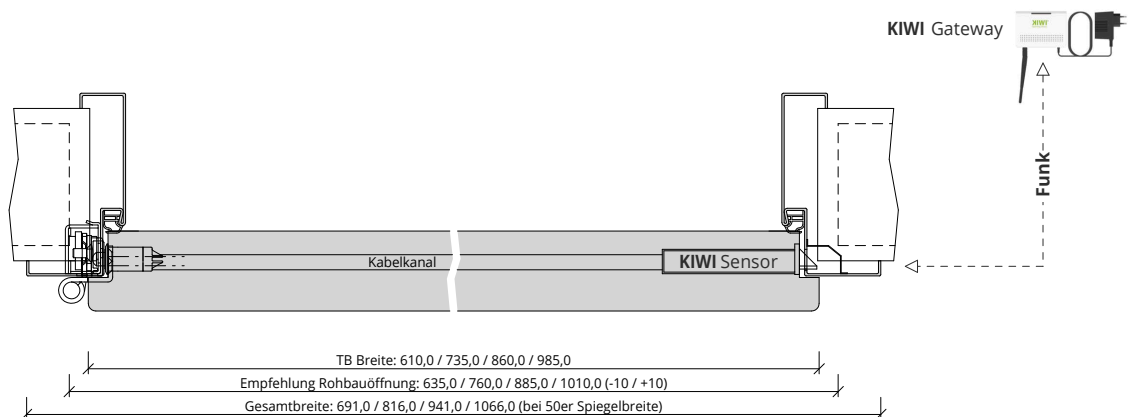 KIWI Gateway
KIWI
Funk
Kabelkanal
KIWI Sensor
TB Breite: 610,0 / 735,0 / 860,0 / 985,0
Empfehlung Rohbauöffnung: 635,0 / 760,0 / 885,0 / 1010,0 (-10 / +10)
Gesamtbreite: 691,0 / 816,0 / 941,0 / 1066,0 (bei 50er Spiegelbreite)